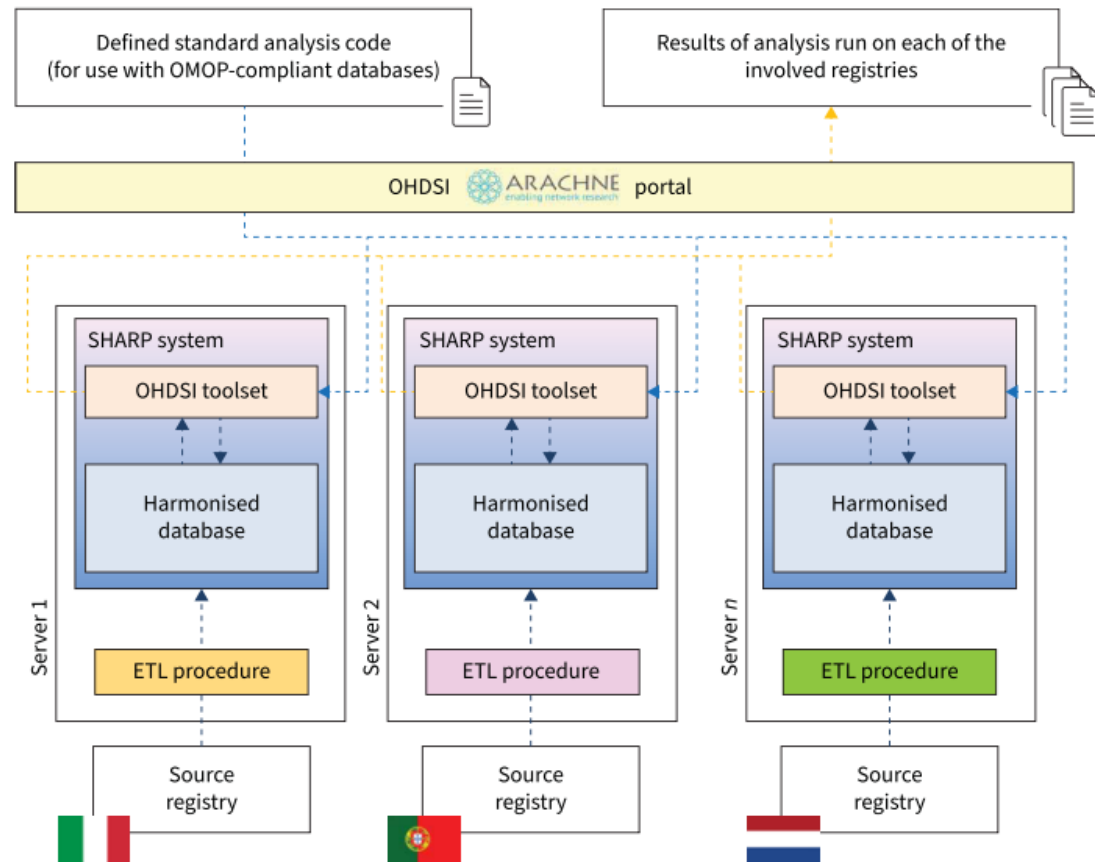 Defined standard analysis code
(for use with OMOP-compliant databases)
Results of analysis run on each of the
involved registries
OHDSI ARACHNE portal
enabling network research
Server 1
SHARP system
OHDSI toolset
Harmonised
database
ETL procedure
Source
registry
Server 2
SHARP system
OHDSI toolset
Harmonised
database
ETL procedure
Source
registry
Server n
SHARP system
OHDSI toolset
Harmonised
database
ETL procedure
Source
registry